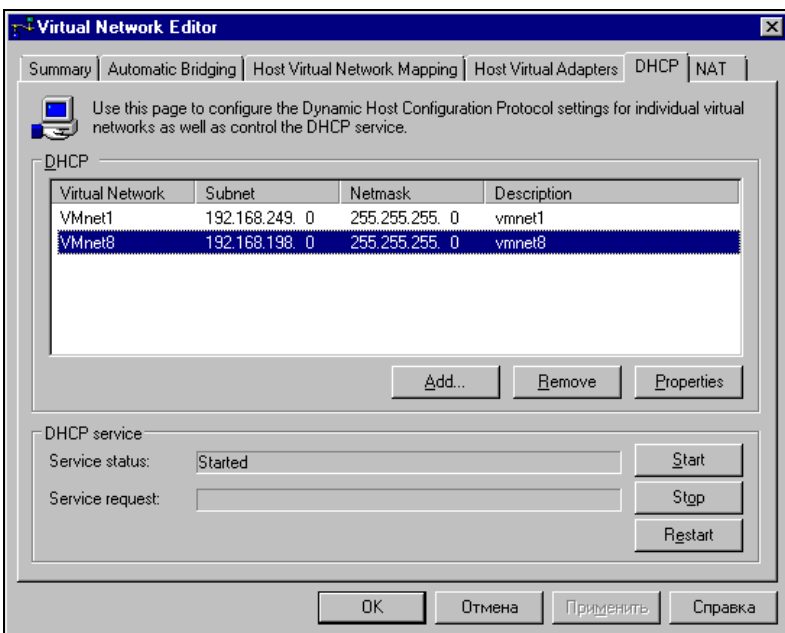 Virtual Network Editor
Summary Automatic Bridging Host Virtual Network Mapping Host Virtual Adapters DHCP NAT
Use this page to configure the Dynamic Host Configuration Protocol settings for individual virtual
networks as well as control the DHCP service.
DHCP
Virtual Network Subnet Netmask Description
VMnet1 192.168.249. 0 255.255.255. 0 vmnet1
VMnet8 192.168.198. 0 255.255.255. 0 vmnet8
Add... Remove Properties
DHCP service
Service status: Started Start
Service request: Stop
Restart
OK Отмена Применить Справка